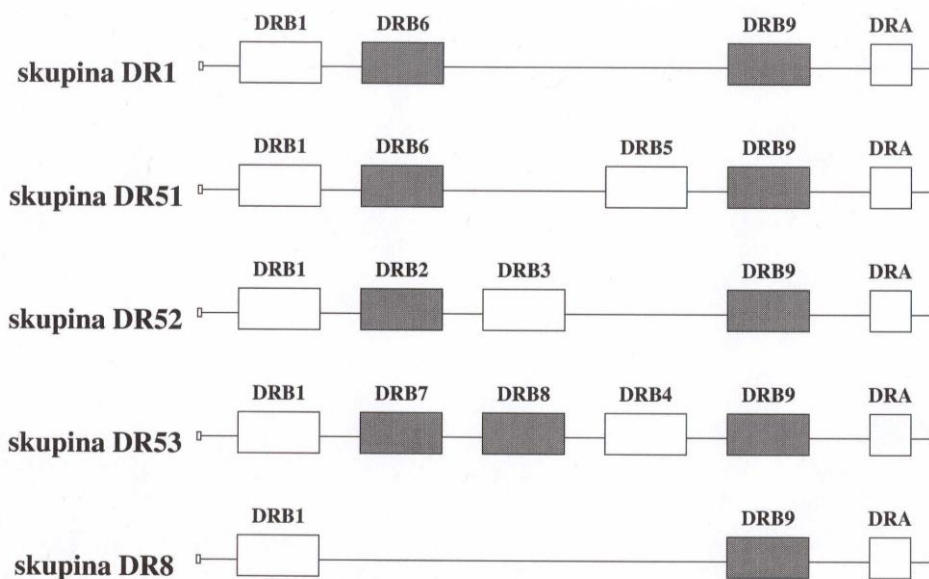 DRB1 DRB6 DRB9 DRA
skupina DR1
DRB1 DRB6 DRB5 DRB9 DRA
skupina DR51
DRB1 DRB2 DRB3 DRB9 DRA
skupina DR52
DRB1 DRB7 DRB8 DRB4 DRB9 DRA
skupina DR53
DRB1 DRB9 DRA
skupina DR8